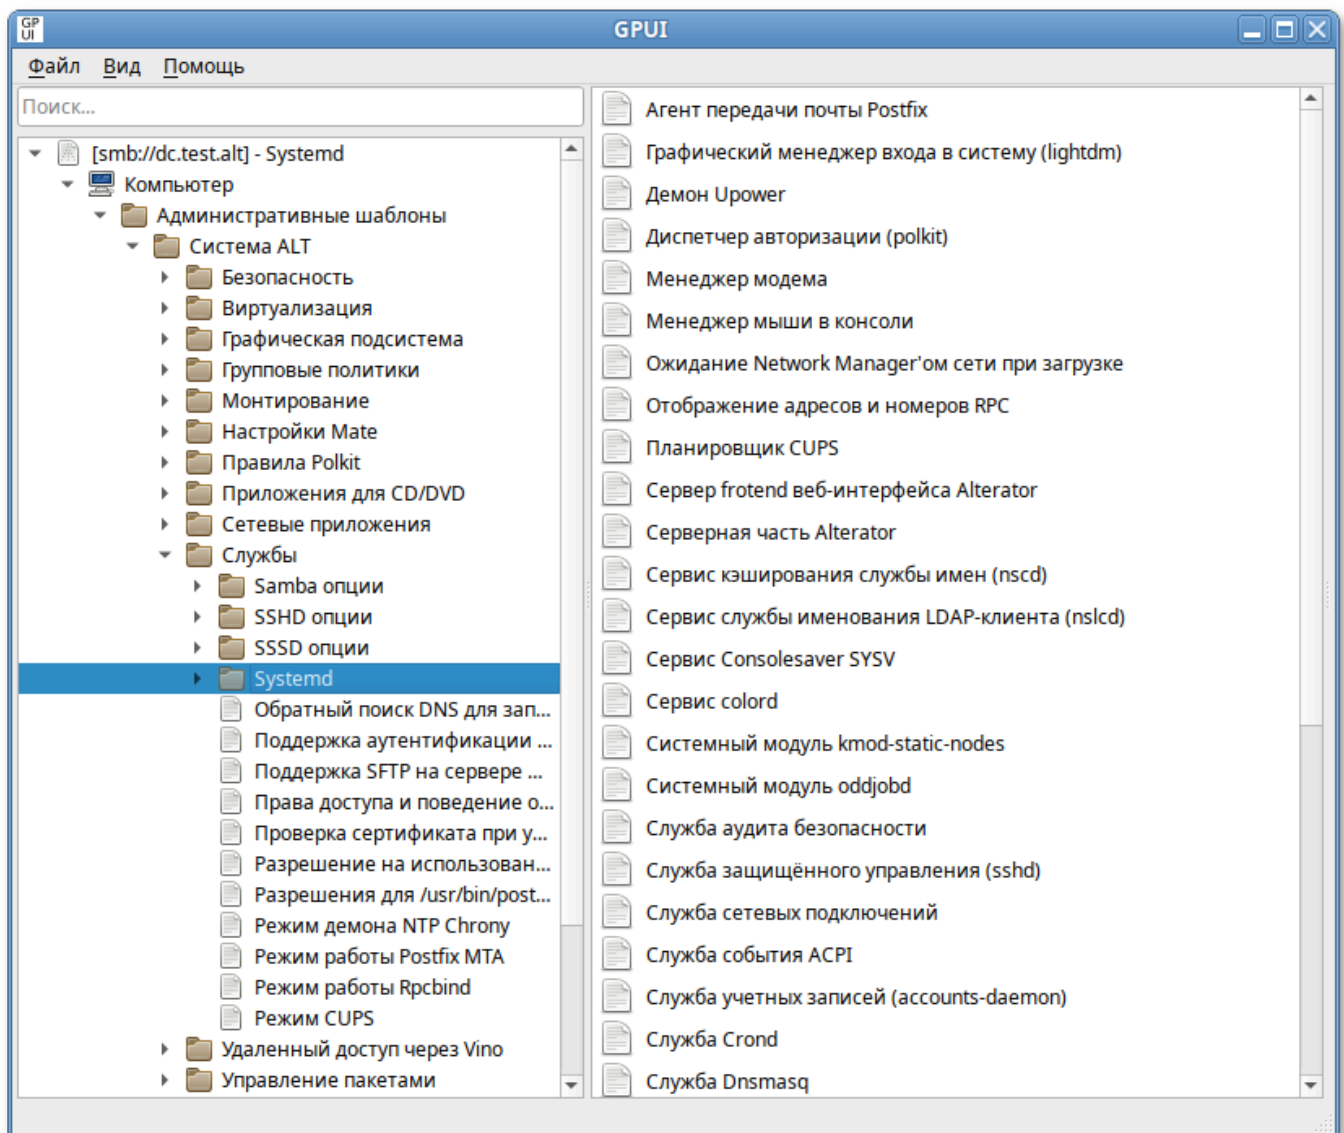 GP
UI
GPUI
Файл Вид Помощь
Поиск...
[smb://dc.test.alt] - Systemd
Компьютер
Административные шаблоны
Система ALT
Безопасность
Виртуализация
Графическая подсистема
Групповые политики
Монтирование
Настройки Mate
Правила Polkit
Приложения для CD/DVD
Сетевые приложения
Службы
Samba опции
SSHD опции
SSSD опции
Systemd
Обратный поиск DNS для зап...
Поддержка аутентификации ...
Поддержка SFTP на сервере ...
Права доступа и поведение о...
Проверка сертификата при у...
Разрешение на использован...
Разрешения для /usr/bin/post...
Режим демона NTP Chrony
Режим работы Postfix MTA
Режим работы Rpcbind
Режим CUPS
Удаленный доступ через Vino
Управление пакетами
Агент передачи почты Postfix
Графический менеджер входа в систему (lightdm)
Демон Upower
Диспетчер авторизации (polkit)
Менеджер модема
Менеджер мыши в консоли
Ожидание Network Manager'ом сети при загрузке
Отображение адресов и номеров RPC
Планировщик CUPS
Сервер frotend веб-интерфейса Alterator
Серверная часть Alterator
Сервис кэширования службы имен (nscd)
Сервис службы именования LDAP-клиента (nslcd)
Сервис Consolesaver SYSV
Сервис colord
Системный модуль kmod-static-nodes
Системный модуль oddjobd
Служба аудита безопасности
Служба защищённого управления (sshd)
Служба сетевых подключений
Служба события ACPI
Служба учетных записей (accounts-daemon)
Служба Crond
Служба Dnsmasq